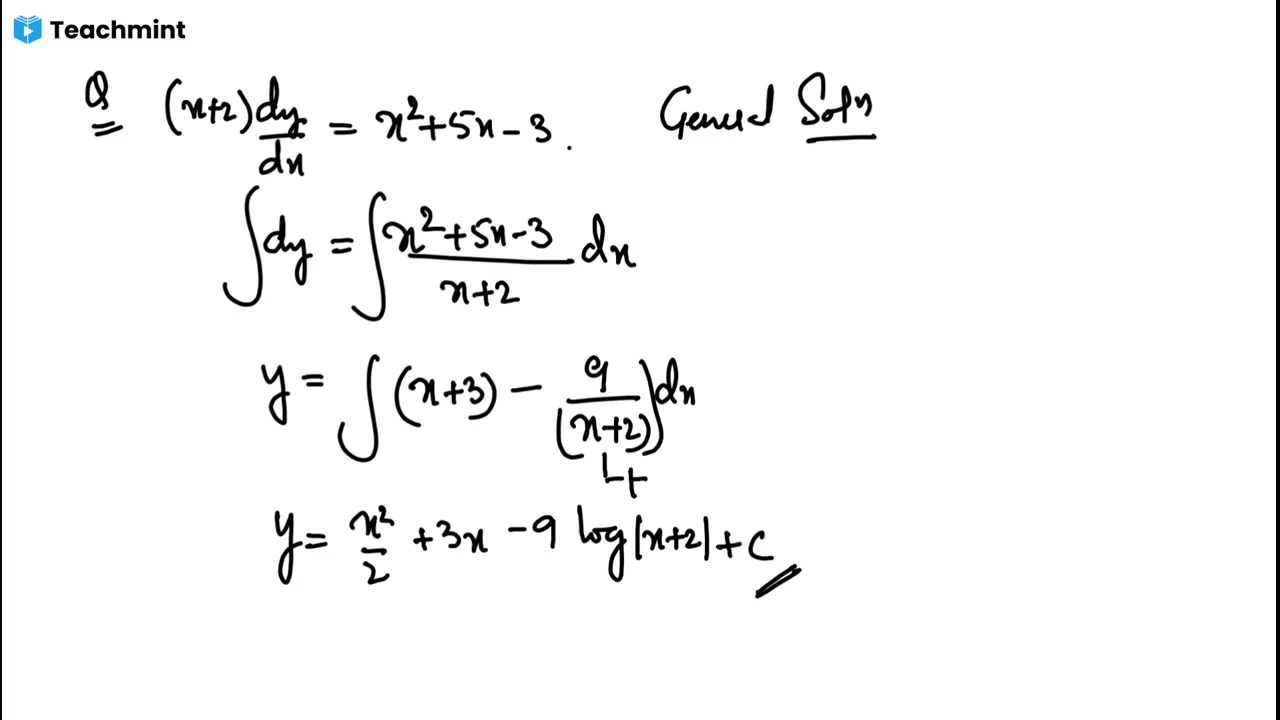 Teachmint
Q (x+2) dy/dx = x²+5x-3. General Soln
∫dy = ∫ x²+5x-3 / x+2 dx
y = ∫ (x+3) - 9/(x+2)) dx
y = x²/2 +3x -9 log|x+2| + C